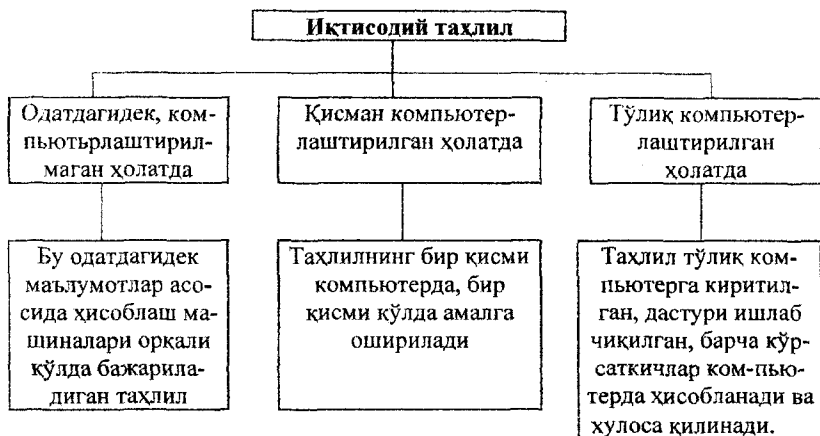 Иқтисодий таҳлил
Одатдагидек, ком-
пьютьрлаштирил-
маган ҳолатда
Қисман компьютер-
лаштирилган ҳолатда
Тўлиқ компьютер-
лаштирилган
ҳолатда
Бу одатдагидек
маълумотлар асо-
сида ҳисоблаш ма-
шиналари орқали
қўлда бажарила-
диган таҳлил
Таҳлилнинг бир қисми
компьютерда, бир
қисми қўлда амалга
оширилади
Таҳлил тўлиқ ком-
пьютерга киритил-
ган, дастури ишлаб
чиқилган, барча кўр-
саткичлар ком-пью-
терда ҳисобланади ва
хулоса қилинади.